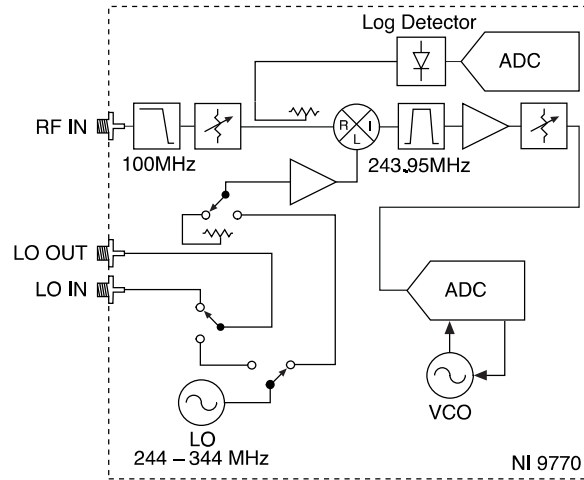 Log Detector
ADC
RF IN
R
I
L
100MHz
243.95MHz
LO OUT
LO IN
ADC
VCO
LO
244 – 344 MHz
NI 9770